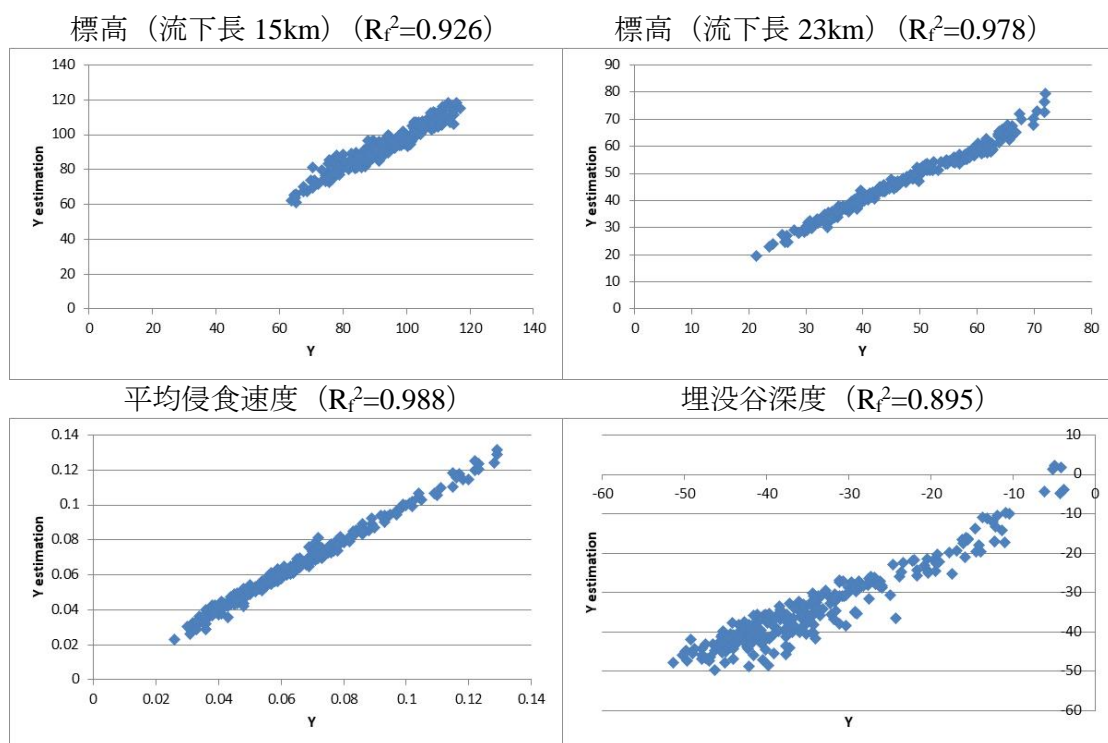 標高（流下長 15km）(Rf²=0.926)
140
120
100
80
60
40
20
0
Y estimation
0 20 40 60 80 100 120 140
Y
標高（流下長 23km）(Rf²=0.978)
90
80
70
60
50
40
30
20
10
0
Y estimation
0 10 20 30 40 50 60 70 80
Y
平均侵食速度（Rf²=0.988）
0.14
0.12
0.1
0.08
0.06
0.04
0.02
0
Y estimation
0 0.02 0.04 0.06 0.08 0.1 0.12 0.14
Y
埋没谷深度（Rf²=0.895）
10
0
-60 -50 -40 -30 -20 -10 0
-10
-20
-30
-40
-50
-60
Y estimation
Y